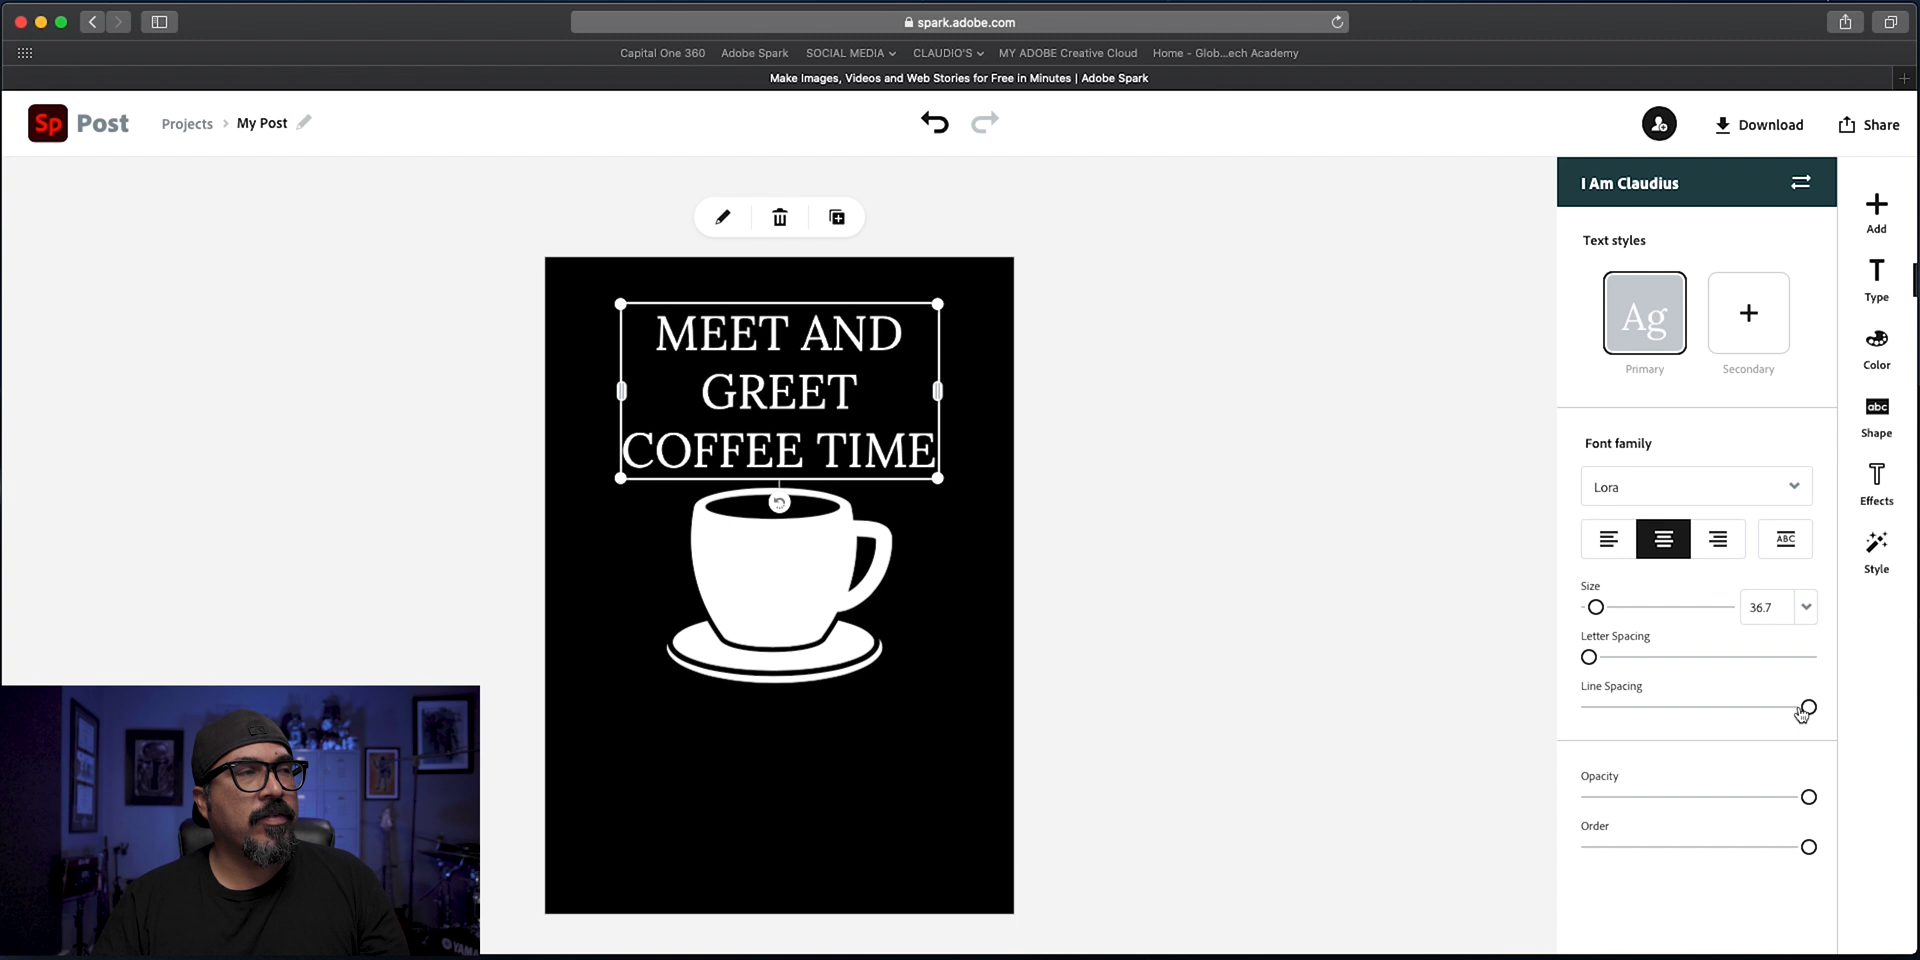 spark.adobe.com
Capital One 360 Adobe Spark SOCIAL MEDIA CLAUDIO'S MY ADOBE Creative Cloud Home - Glob...ech Academy
Make Images, Videos and Web Stories for Free in Minutes | Adobe Spark
Sp Post Projects > My Post Download Share
I Am Claudius
Text styles
Ag
Primary Secondary
Add
Type
Color
abc
Shape
Effects
Style
Font family
Lora
ABC
Size
36.7
Letter Spacing
Line Spacing
Opacity
Order
MEET AND
GREET
COFFEE TIME
YAMA